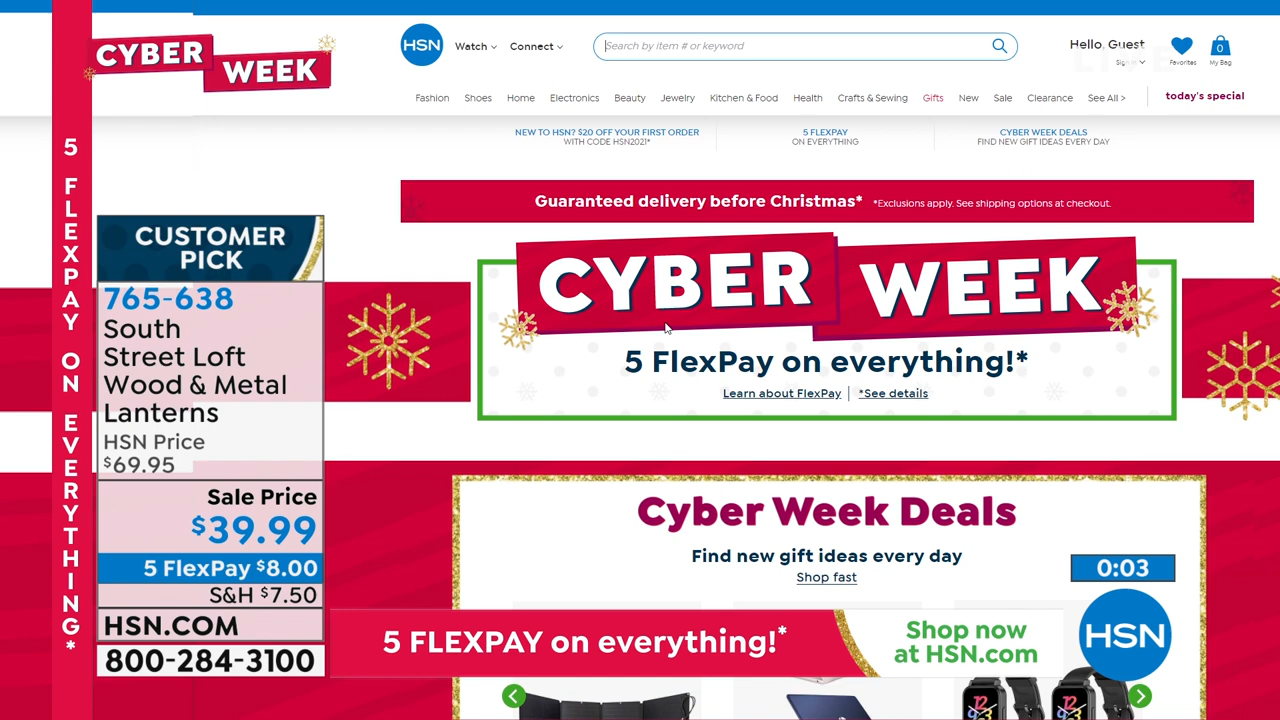 CYBER
WEEK
5 FLEXPAY ON EVERYTHING*
HSN
Watch
Connect
Search by item # or keyword
Hello, Guest
Favorites
0
My Bag
Fashion Shoes Home Electronics Beauty Jewelry Kitchen & Food Health Crafts & Sewing Gifts New Sale Clearance See All >
today's special
NEW TO HSN? $20 OFF YOUR FIRST ORDER
WITH CODE HSN2021*
5 FLEXPAY
ON EVERYTHING
CYBER WEEK DEALS
FIND NEW GIFT IDEAS EVERY DAY
Guaranteed delivery before Christmas* *Exclusions apply. See shipping options at checkout.
CYBER
WEEK
5 FlexPay on everything!*
Learn about FlexPay | *See details
CUSTOMER
PICK
765-638
South
Street Loft
Wood & Metal
Lanterns
HSN Price
$69.95
Sale Price
$39.99
5 FlexPay $8.00
S&H $7.50
HSN.COM
800-284-3100
Cyber Week Deals
Find new gift ideas every day
Shop fast
0:03
5 FLEXPAY on everything!*
Shop now
at HSN.com
HSN